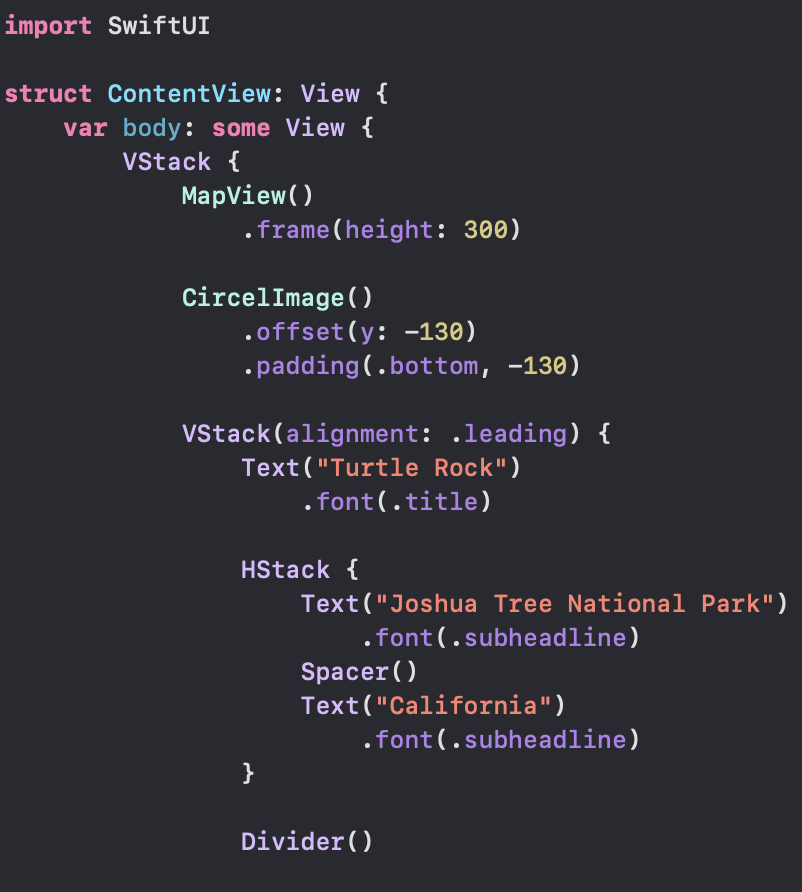 import SwiftUI
struct ContentView: View {
    var body: some View {
        VStack {
            MapView()
                .frame(height: 300)
            CircelImage()
                .offset(y: -130)
                .padding(.bottom, -130)
            VStack(alignment: .leading) {
                Text("Turtle Rock")
                    .font(.title)
                HStack {
                    Text("Joshua Tree National Park")
                        .font(.subheadline)
                    Spacer()
                    Text("California")
                        .font(.subheadline)
                }
                Divider()